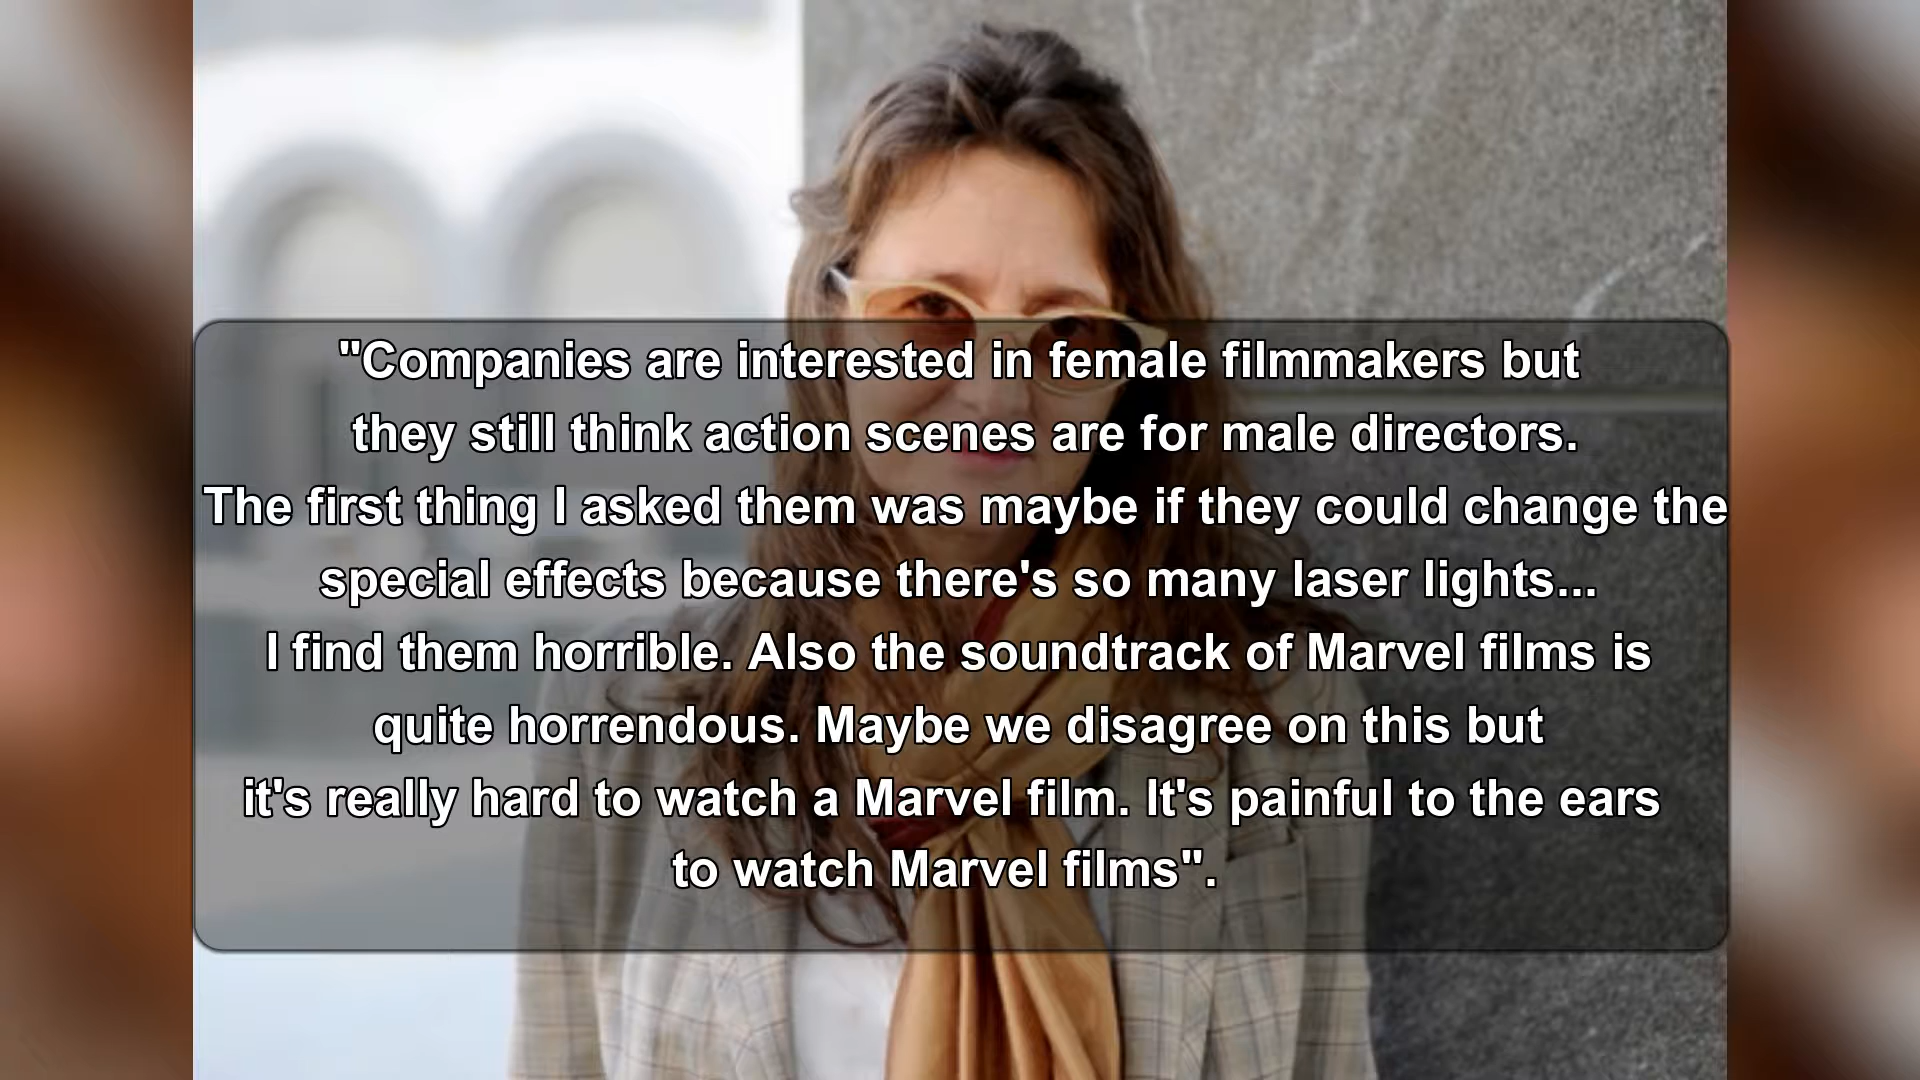 "Companies are interested in female filmmakers but
they still think action scenes are for male directors.
The first thing I asked them was maybe if they could change the
special effects because there's so many laser lights...
I find them horrible. Also the soundtrack of Marvel films is
quite horrendous. Maybe we disagree on this but
it's really hard to watch a Marvel film. It's painful to the ears
to watch Marvel films".